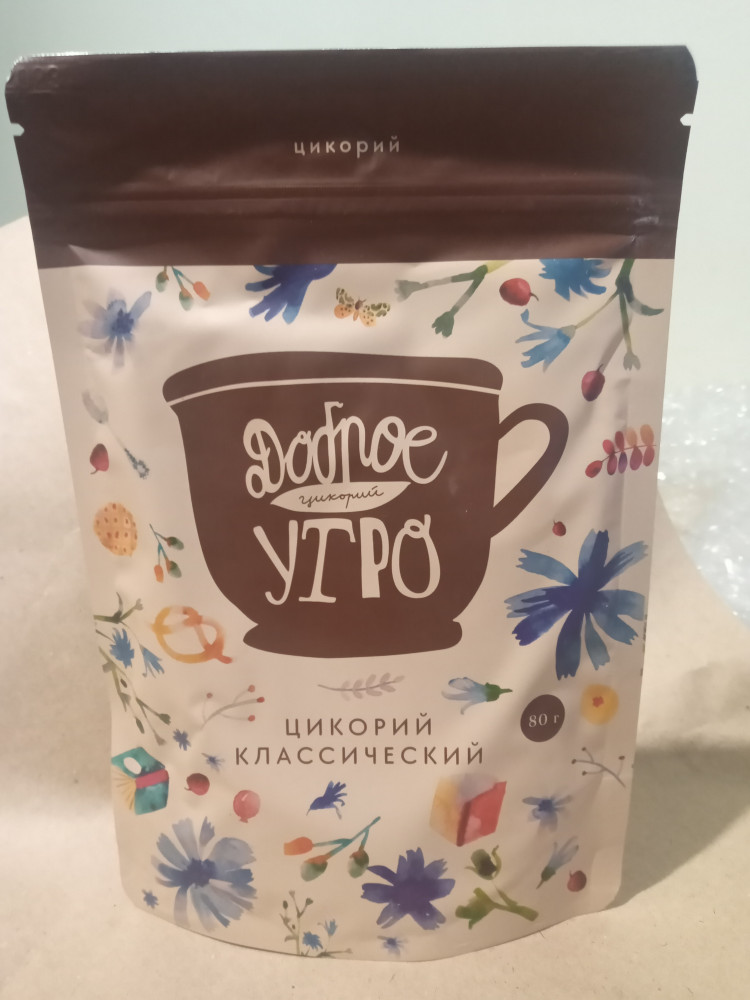 цикорий
Доброе
цикорий
УТРО
80 г
ЦИКОРИЙ
КЛАССИЧЕСКИЙ